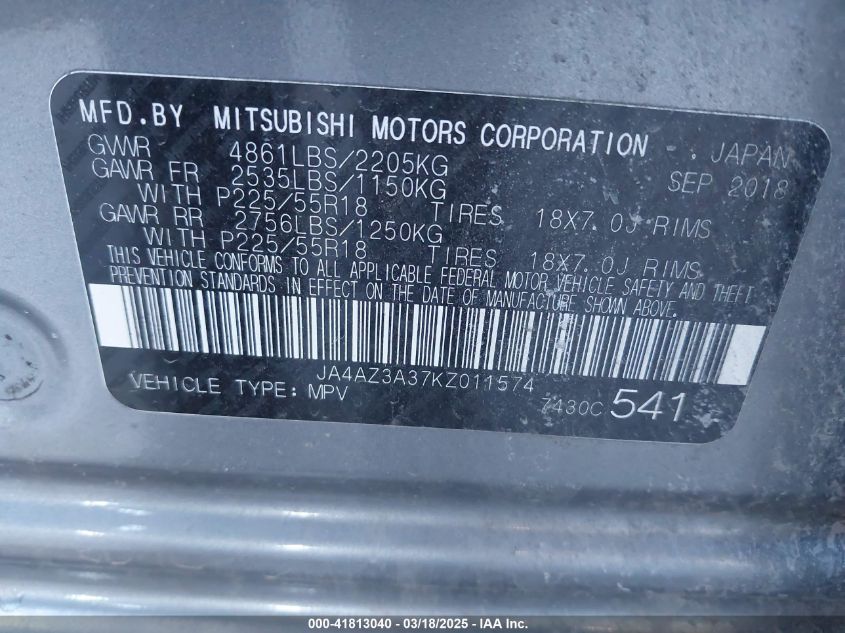 MFD.BY MITSUBISHI MOTORS CORPORATION . JAPAN
GVWR 4861LBS/2205KG SEP 2018
GAWR FR 2535LBS/1150KG
WITH P225/55R18 TIRES 18X7.0J RIMS
GAWR RR 2756LBS/1250KG
WITH P225/55R18 TIRES 18X7.0J RIMS
THIS VEHICLE CONFORMS TO ALL APPLICABLE FEDERAL MOTOR VEHICLE SAFETY AND THEFT
PREVENTION STANDARDS IN EFFECT ON THE DATE OF MANUFACTURE SHOWN ABOVE.
JA4AZ3A37KZ011574
VEHICLE TYPE: MPV 7430C 541
000-41813040 - 03/18/2025 - IAA Inc.